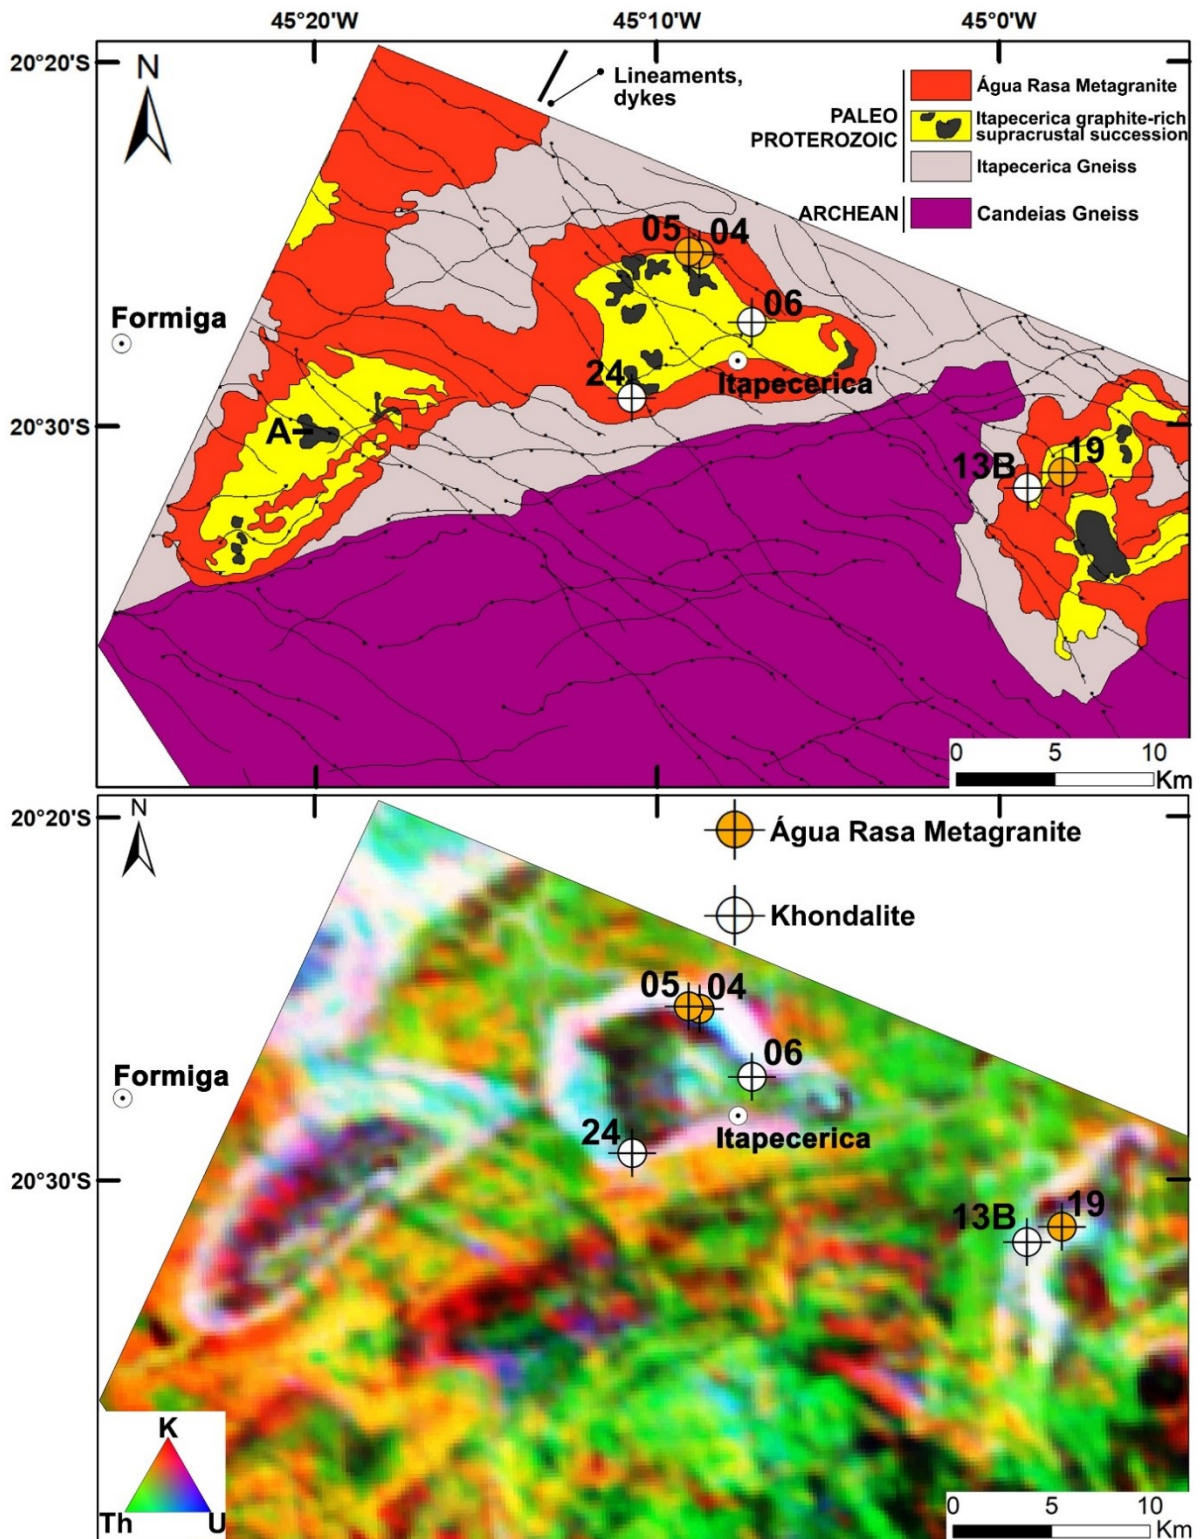 45°20'W
45°10'W
45°0'W
20°20'S
N
Lineaments,
dykes
PALEO
PROTEROZOIC
Água Rasa Metagranite
Itapecerica graphite-rich
supracrustal succession
Itapecerica Gneiss
ARCHEAN
Candeias Gneiss
05
04
06
Formiga
24
Itapecerica
20°30'S
A
13B
19
0
5
10
Km
20°20'S
N
Água Rasa Metagranite
Khondalite
05
04
06
Formiga
24
Itapecerica
20°30'S
13B
19
K
Th
U
0
5
10
Km